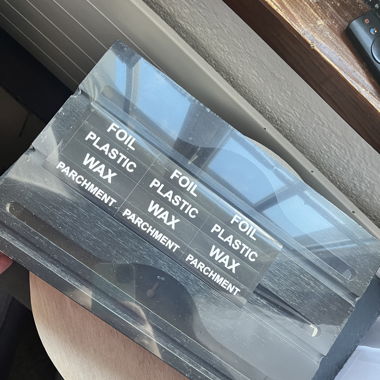 FOIL
PLASTIC
WAX
PARCHMENT
FOIL
PLASTIC
WAX
PARCHMENT
FOIL
PLASTIC
WAX
PARCHMENT